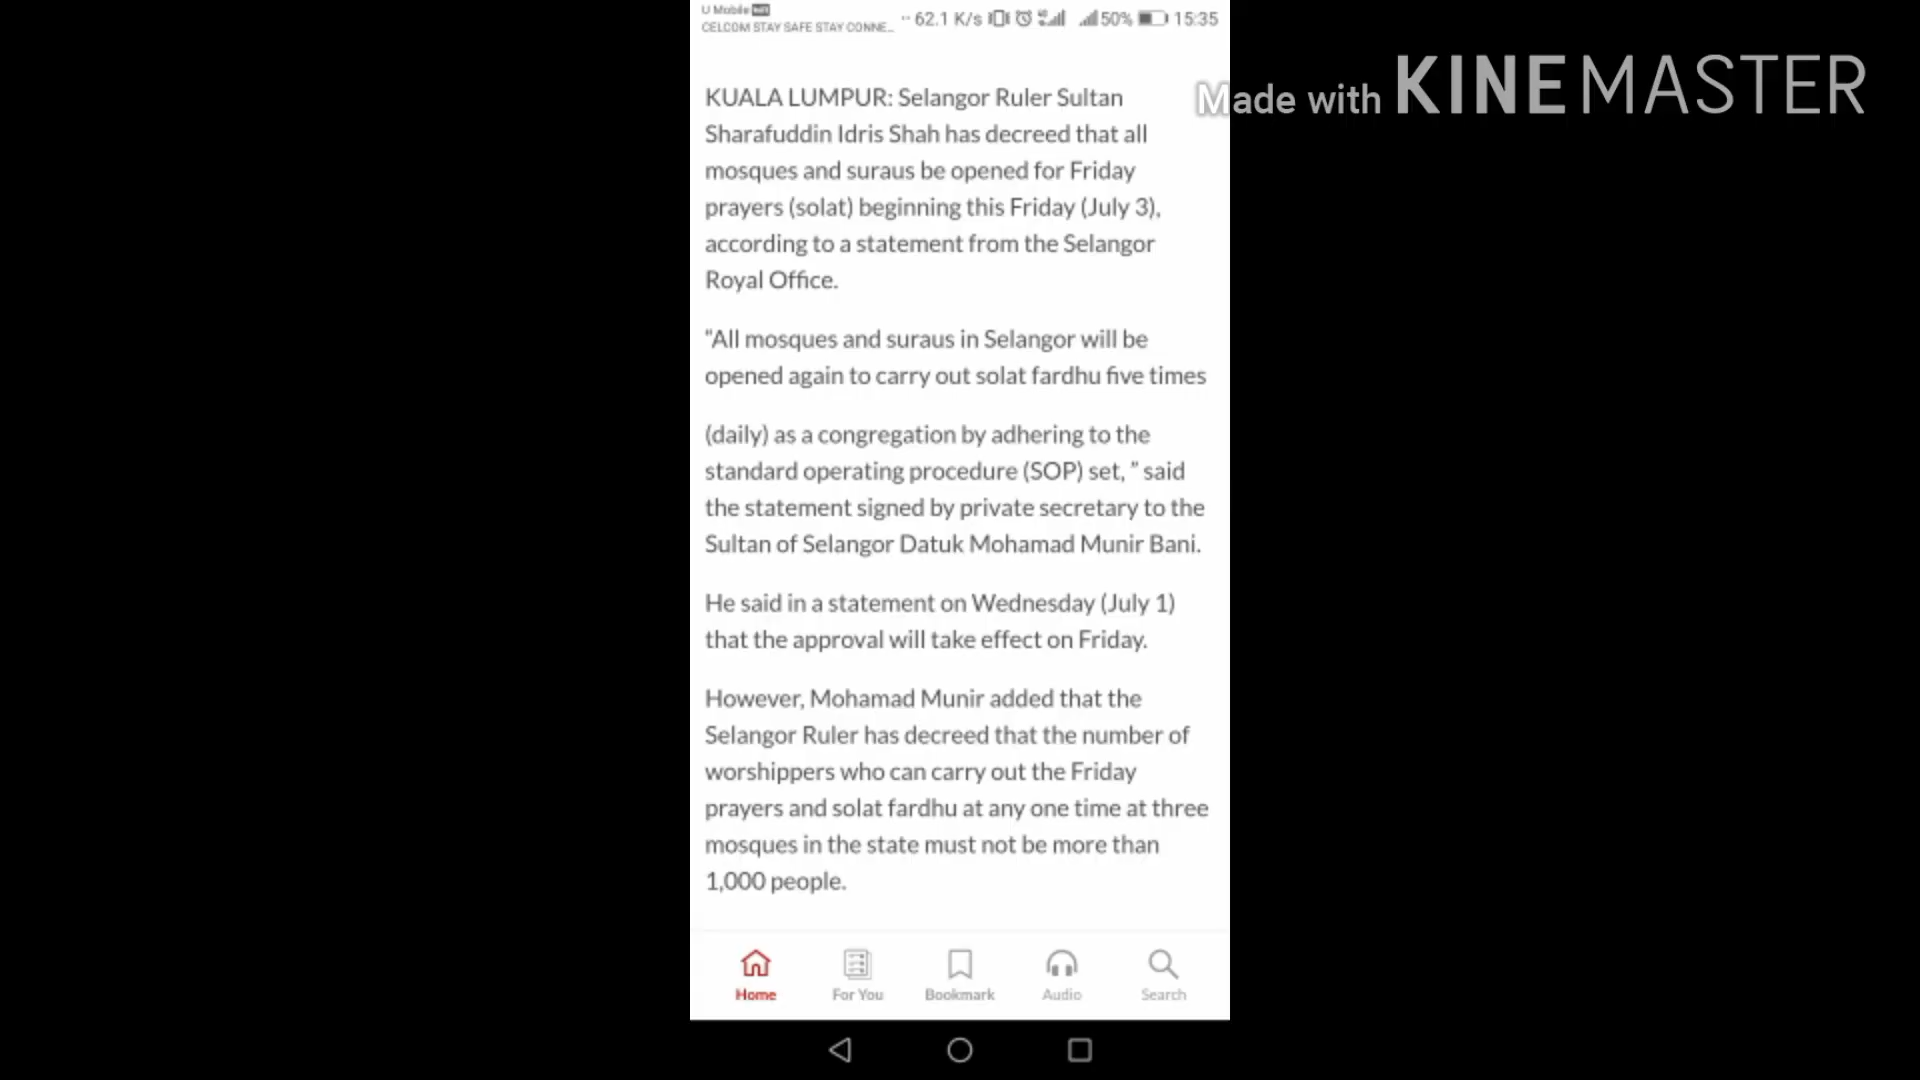 U Mobile
CELCOM STAY SAFE STAY CONNE...
62.1 K/s
50%
15:35
Made with KINEMASTER
KUALA LUMPUR: Selangor Ruler Sultan
Sharafuddin Idris Shah has decreed that all
mosques and suraus be opened for Friday
prayers (solat) beginning this Friday (July 3),
according to a statement from the Selangor
Royal Office.
“All mosques and suraus in Selangor will be
opened again to carry out solat fardhu five times
(daily) as a congregation by adhering to the
standard operating procedure (SOP) set, ” said
the statement signed by private secretary to the
Sultan of Selangor Datuk Mohamad Munir Bani.
He said in a statement on Wednesday (July 1)
that the approval will take effect on Friday.
However, Mohamad Munir added that the
Selangor Ruler has decreed that the number of
worshippers who can carry out the Friday
prayers and solat fardhu at any one time at three
mosques in the state must not be more than
1,000 people.
Home
For You
Bookmark
Audio
Search